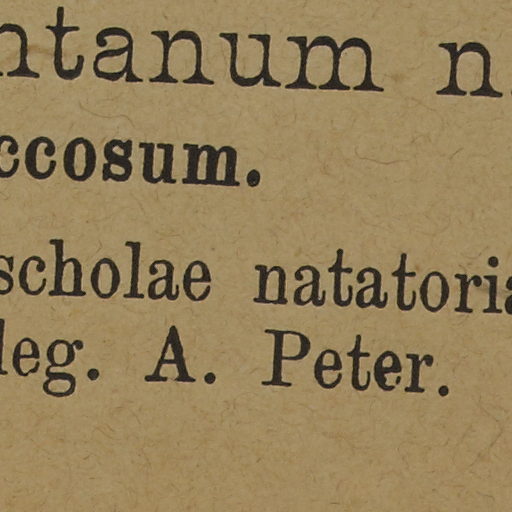 ntanum n.
ccosum.
scholae natatoria
leg. A. Peter.